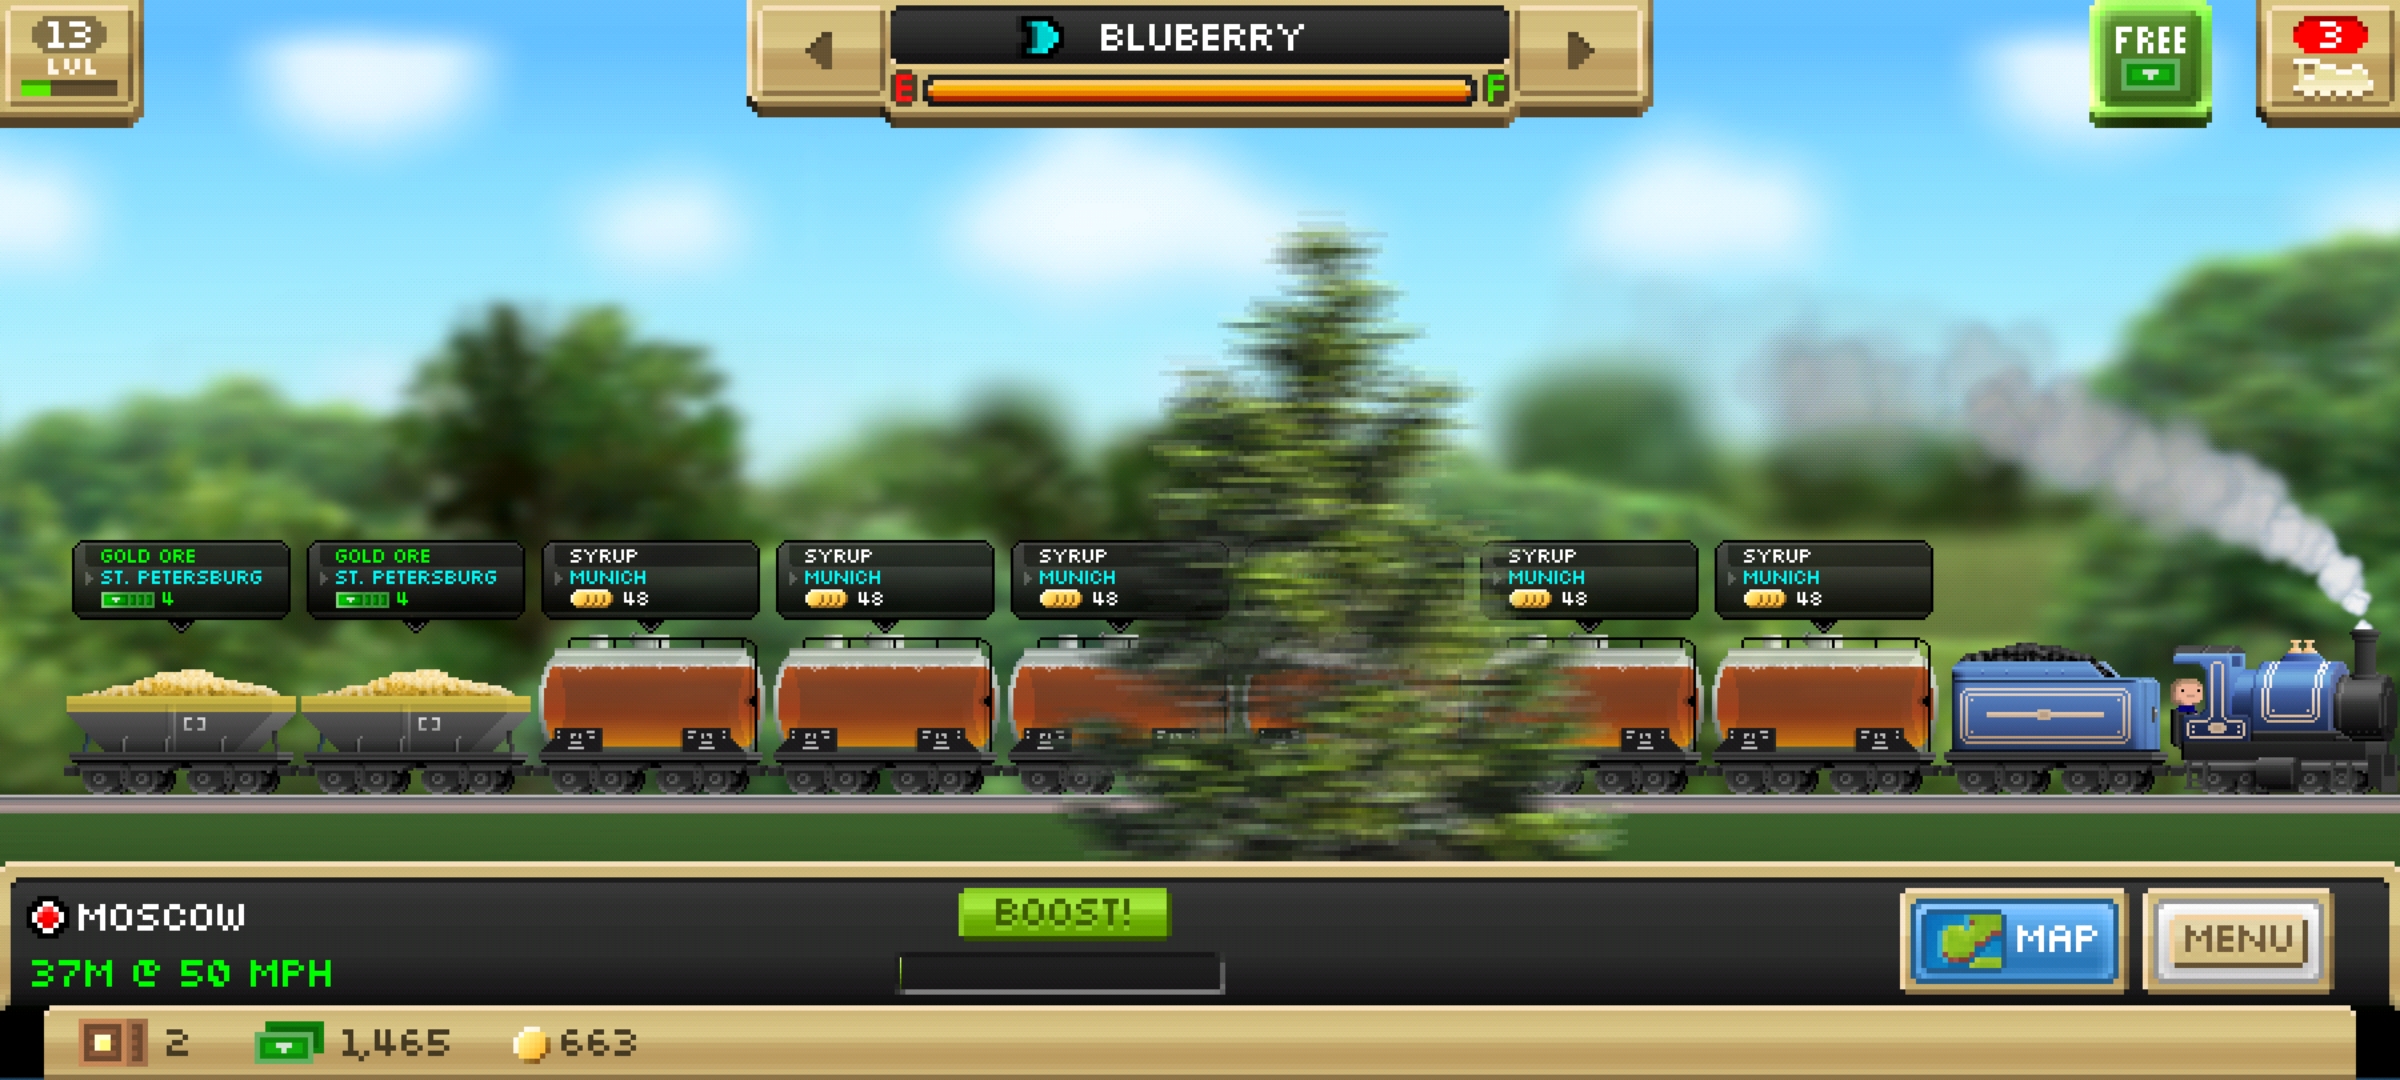 13
LVL
BLUBERRY
E
F
FREE
3
GOLD ORE
ST. PETERSBURG
4
GOLD ORE
ST. PETERSBURG
4
SYRUP
MUNICH
48
SYRUP
MUNICH
48
SYRUP
MUNICH
48
SYRUP
MUNICH
48
SYRUP
MUNICH
48
MOSCOW
37M @ 50 MPH
BOOST!
MAP
MENU
2
1,465
663